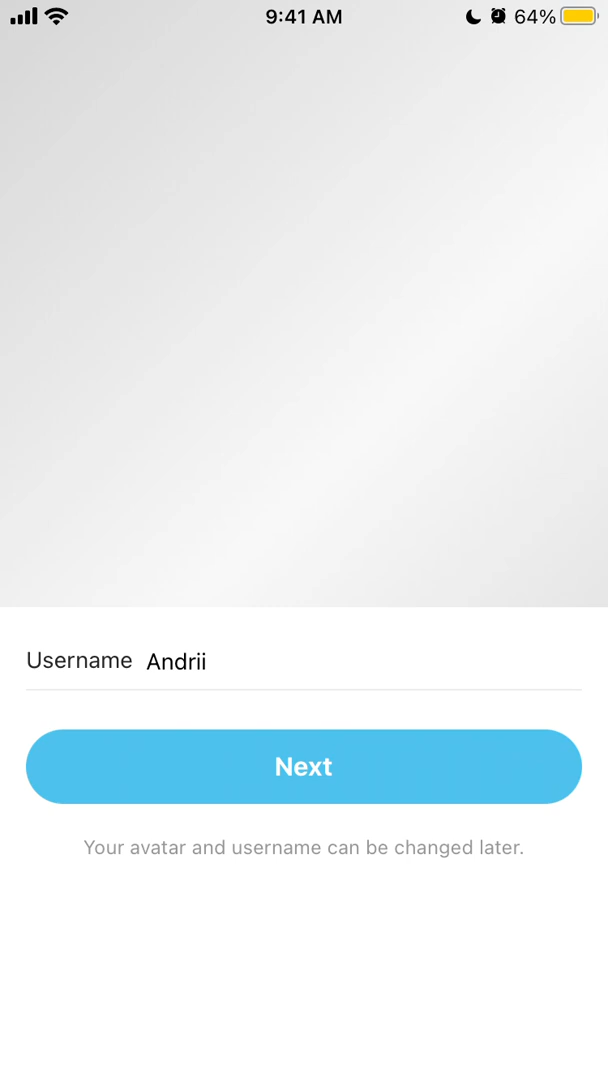 9:41 AM 64%
Username Andrii
Next
Your avatar and username can be changed later.